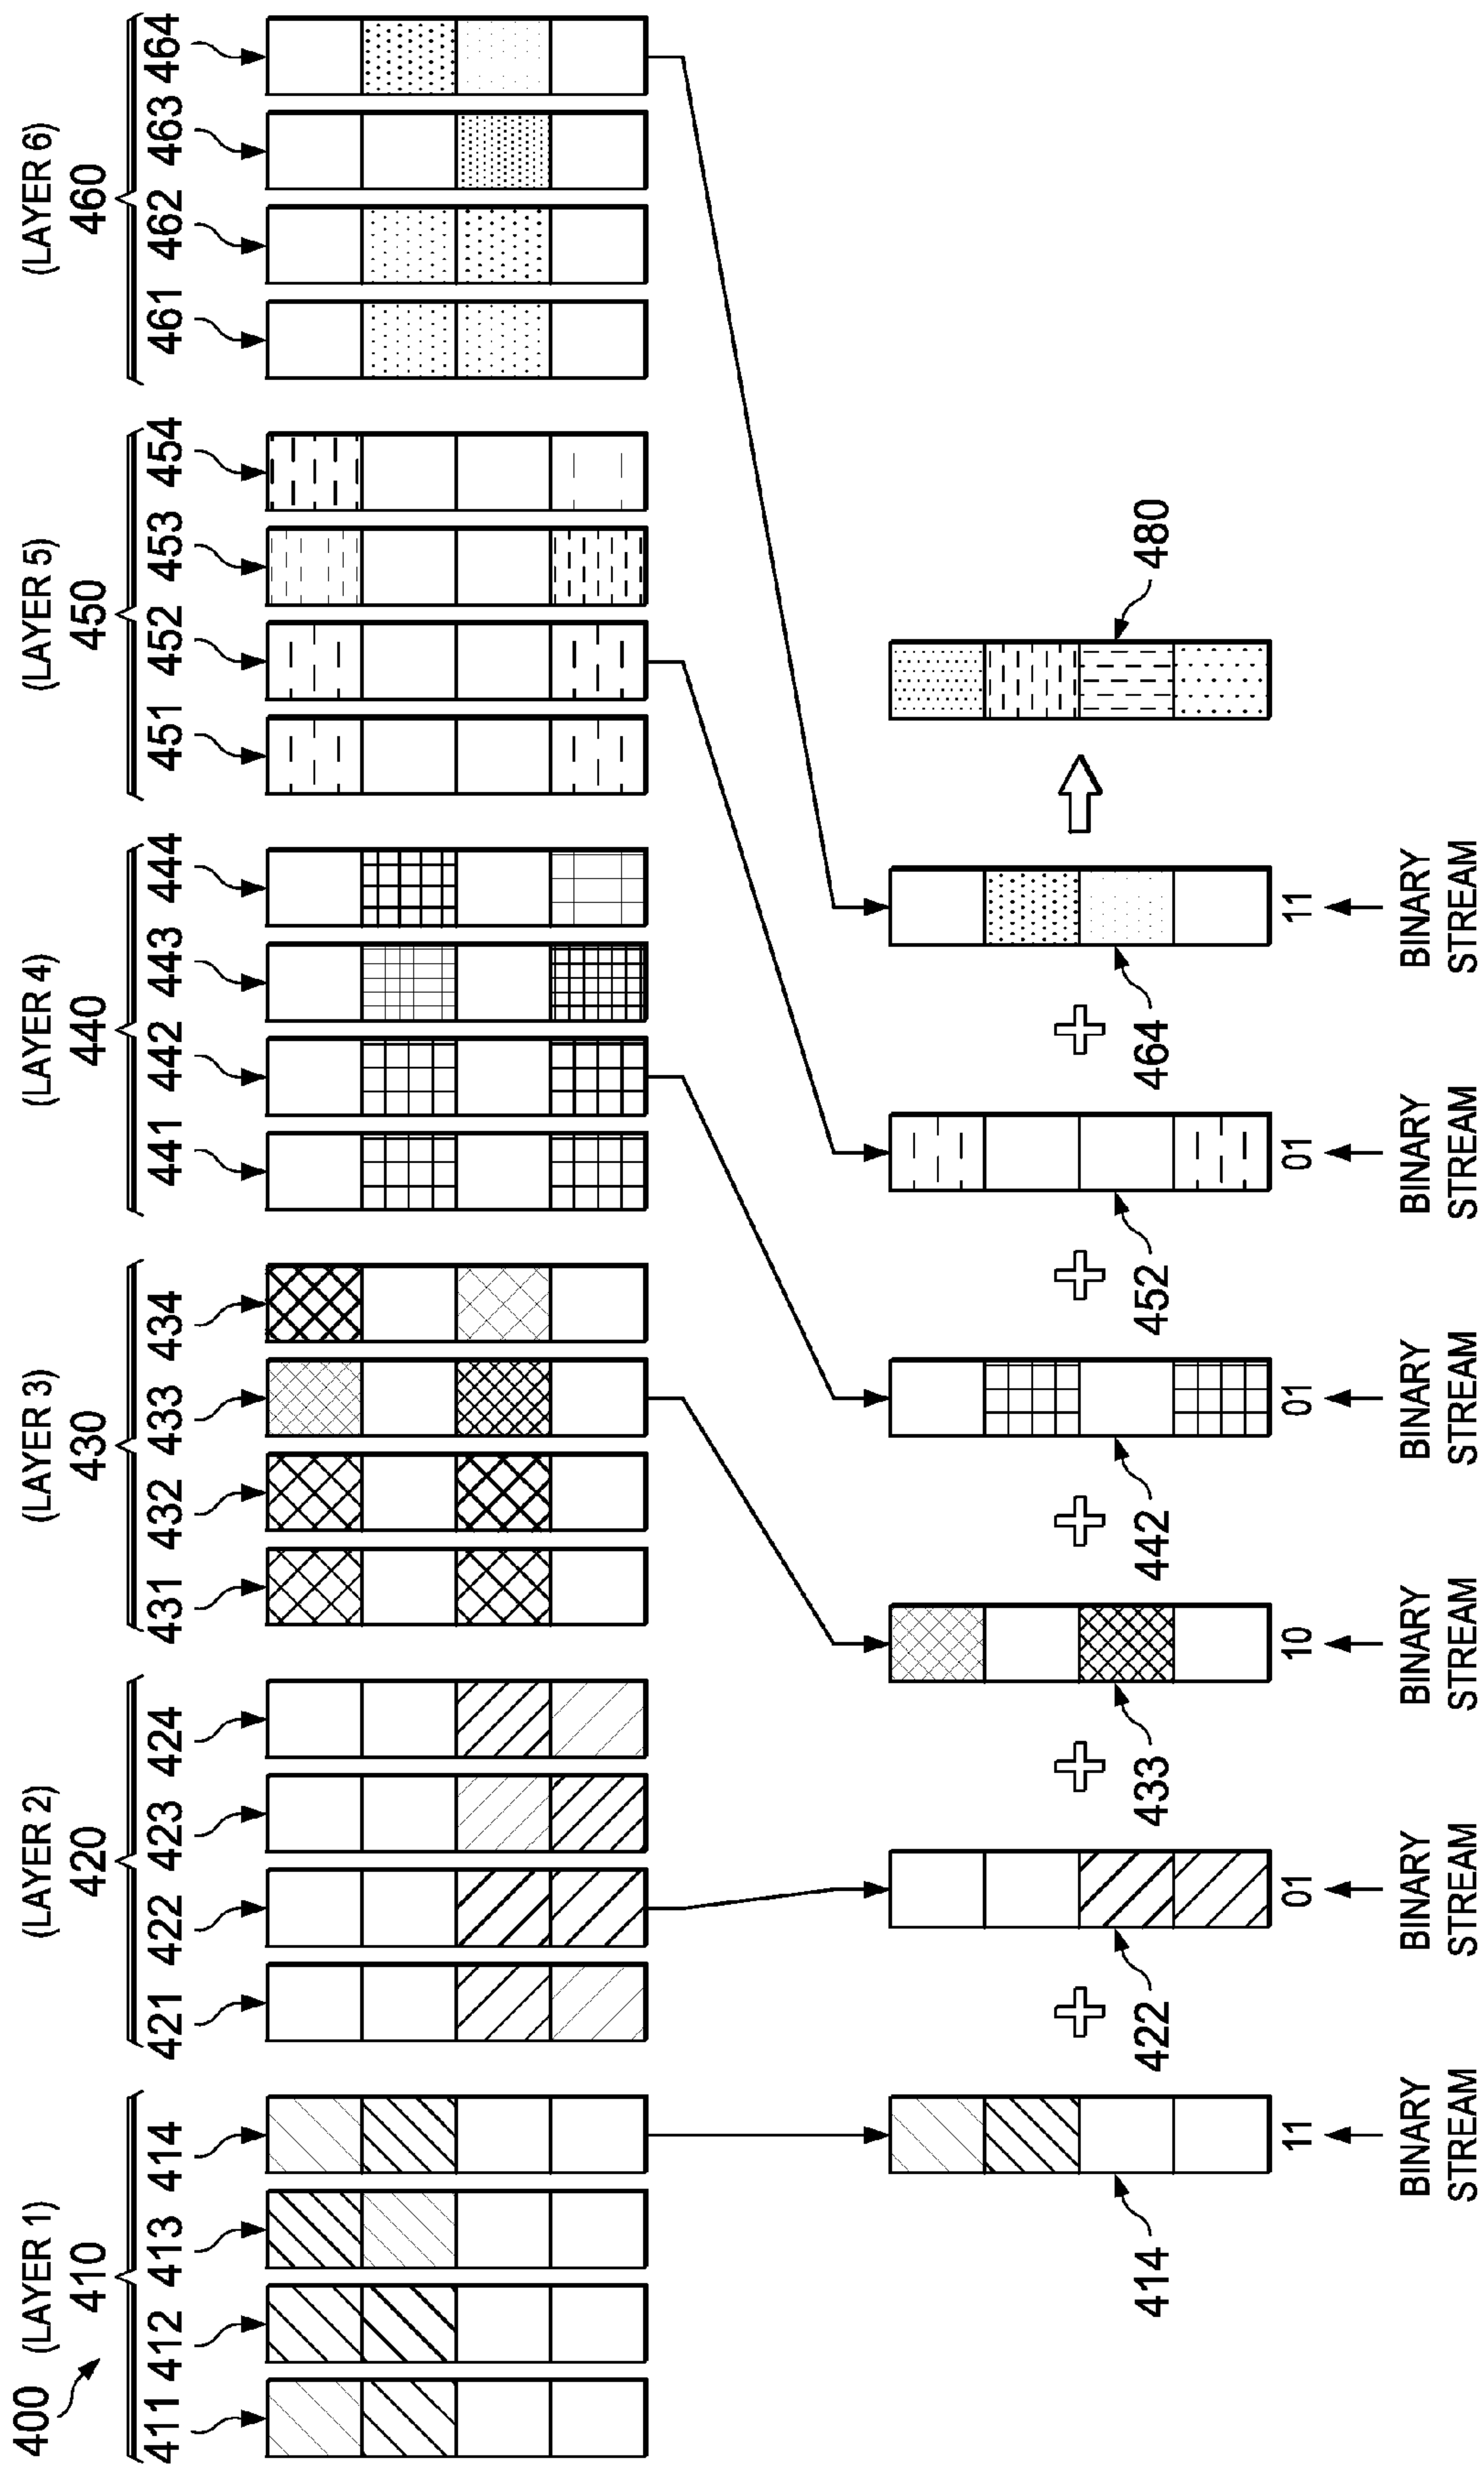 400
(LAYER 1)
410
411 412 413 414
(LAYER 2)
420
421 422 423 424
(LAYER 3)
430
431 432 433 434
(LAYER 4)
440
441 442 443 444
(LAYER 5)
450
451 452 453 454
(LAYER 6)
460
461 462 463 464
414 + 422 + 433 + 442 + 452 + 464 480
11 01 10 01 01 11
BINARY STREAM
BINARY STREAM
BINARY STREAM
BINARY STREAM
BINARY STREAM
BINARY STREAM